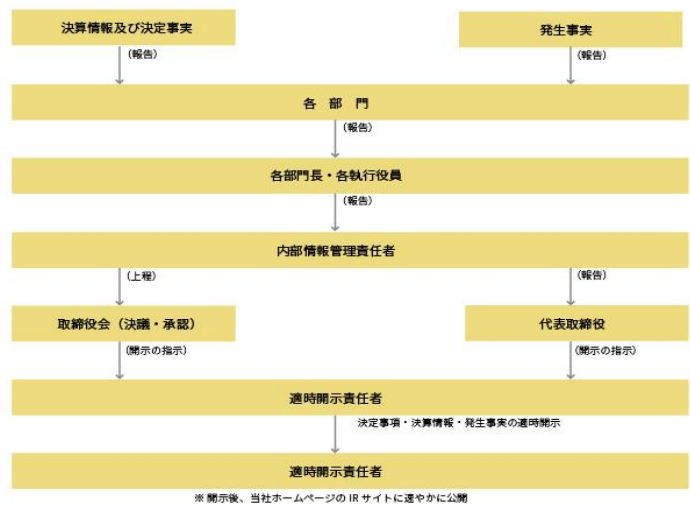 決算情報及び決定事実
発生事実
(報告)
(報告)
各　部　門
(報告)
各部門長・各執行役員
(報告)
内部情報管理責任者
(上程)
(報告)
取締役会（決議・承認）
代表取締役
(開示の指示)
(開示の指示)
適時開示責任者
決定事項・決算情報・発生事実の適時開示
適時開示責任者
※ 開示後、当社ホームページの IR サイトに速やかに公開